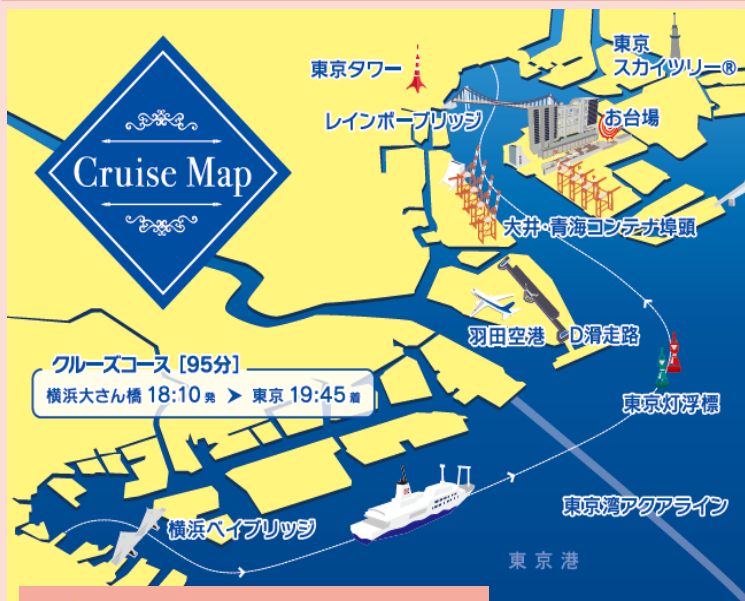 東京タワー
東京
スカイツリー®
レインボーブリッジ
お台場
Cruise Map
大井・青海コンテナ埠頭
羽田空港
D滑走路
クルーズコース [95分]
横浜大さん橋 18:10発 > 東京 19:45着
東京灯浮標
横浜ベイブリッジ
東京湾アクアライン
東京港